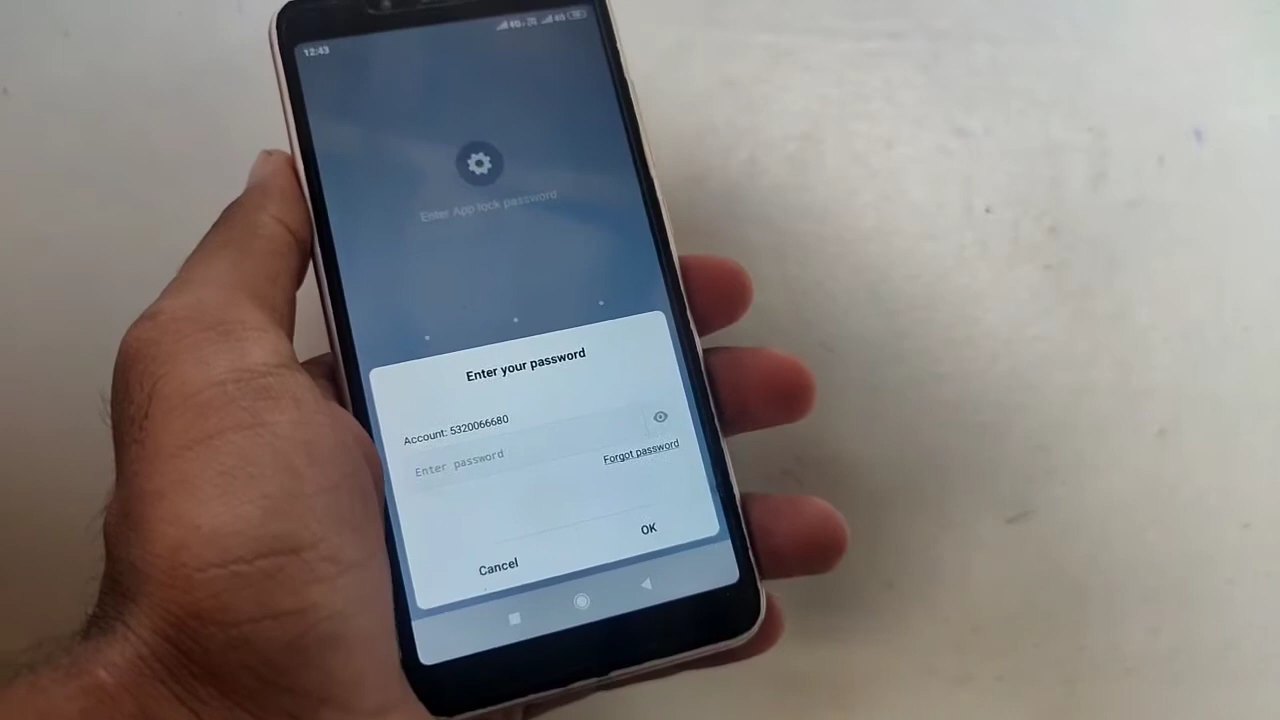 12:43
Enter App lock password
Enter your password
Account: 5320066680
Enter password
Forgot password
OK
Cancel